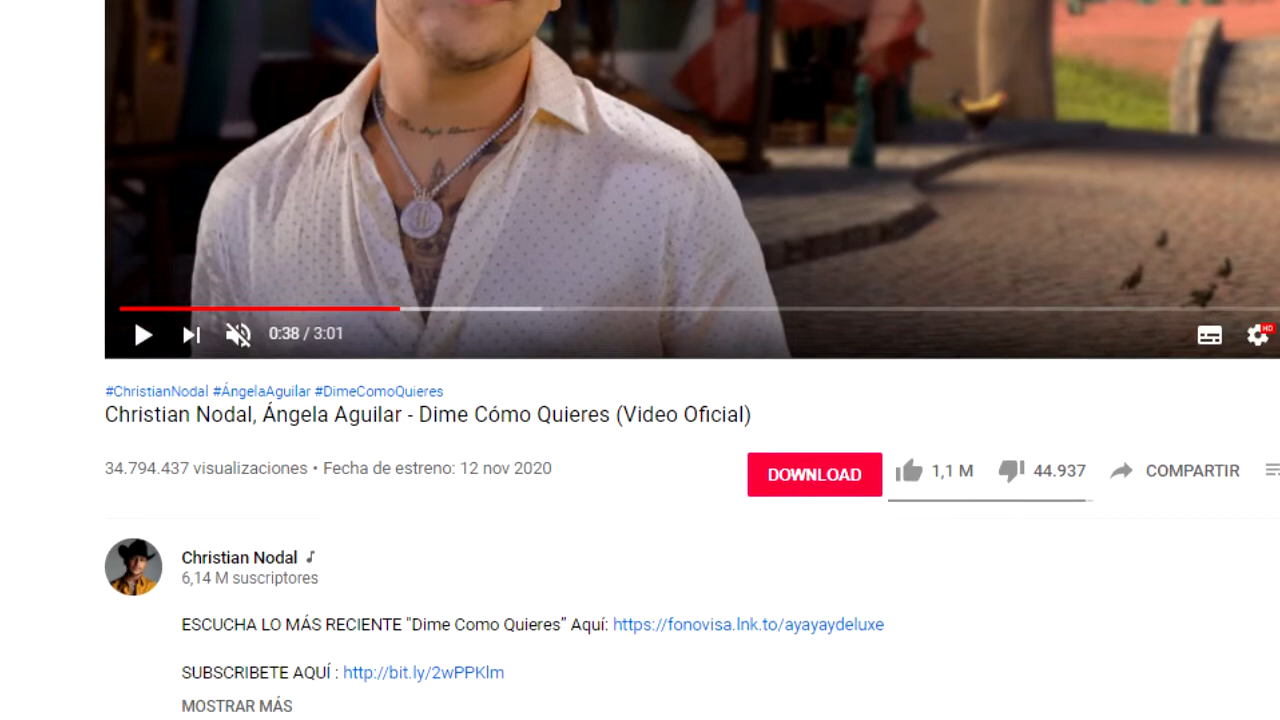 0:38 / 3:01
HD
#ChristianNodal #ÁngelaAguilar #DimeComoQuieres
Christian Nodal, Ángela Aguilar - Dime Cómo Quieres (Video Oficial)
34.794.437 visualizaciones • Fecha de estreno: 12 nov 2020
DOWNLOAD
1,1 M
44.937
COMPARTIR
Christian Nodal
6,14 M suscriptores
ESCUCHA LO MÁS RECIENTE "Dime Como Quieres” Aquí: https://fonovisa.lnk.to/ayayaydeluxe
SUBSCRIBETE AQUÍ : http://bit.ly/2wPPKlm
MOSTRAR MÁS